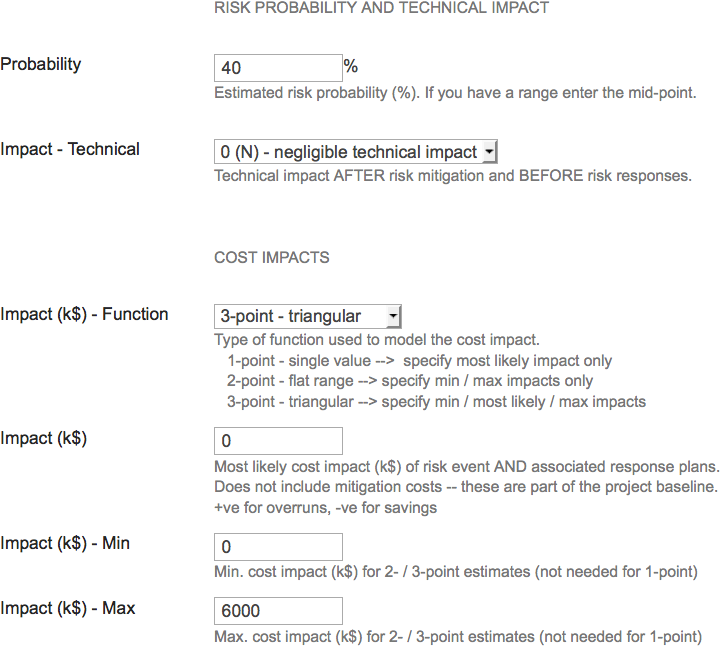 RISK PROBABILITY AND TECHNICAL IMPACT
Probability
40 %
Estimated risk probability (%). If you have a range enter the mid-point.
Impact - Technical
0 (N) - negligible technical impact
Technical impact AFTER risk mitigation and BEFORE risk responses.
COST IMPACTS
Impact (k$) - Function
3-point - triangular
Type of function used to model the cost impact.
1-point - single value --> specify most likely impact only
2-point - flat range --> specify min / max impacts only
3-point - triangular --> specify min / most likely / max impacts
Impact (k$)
0
Most likely cost impact (k$) of risk event AND associated response plans.
Does not include mitigation costs -- these are part of the project baseline.
+ve for overruns, -ve for savings
Impact (k$) - Min
0
Min. cost impact (k$) for 2- / 3-point estimates (not needed for 1-point)
Impact (k$) - Max
6000
Max. cost impact (k$) for 2- / 3-point estimates (not needed for 1-point)